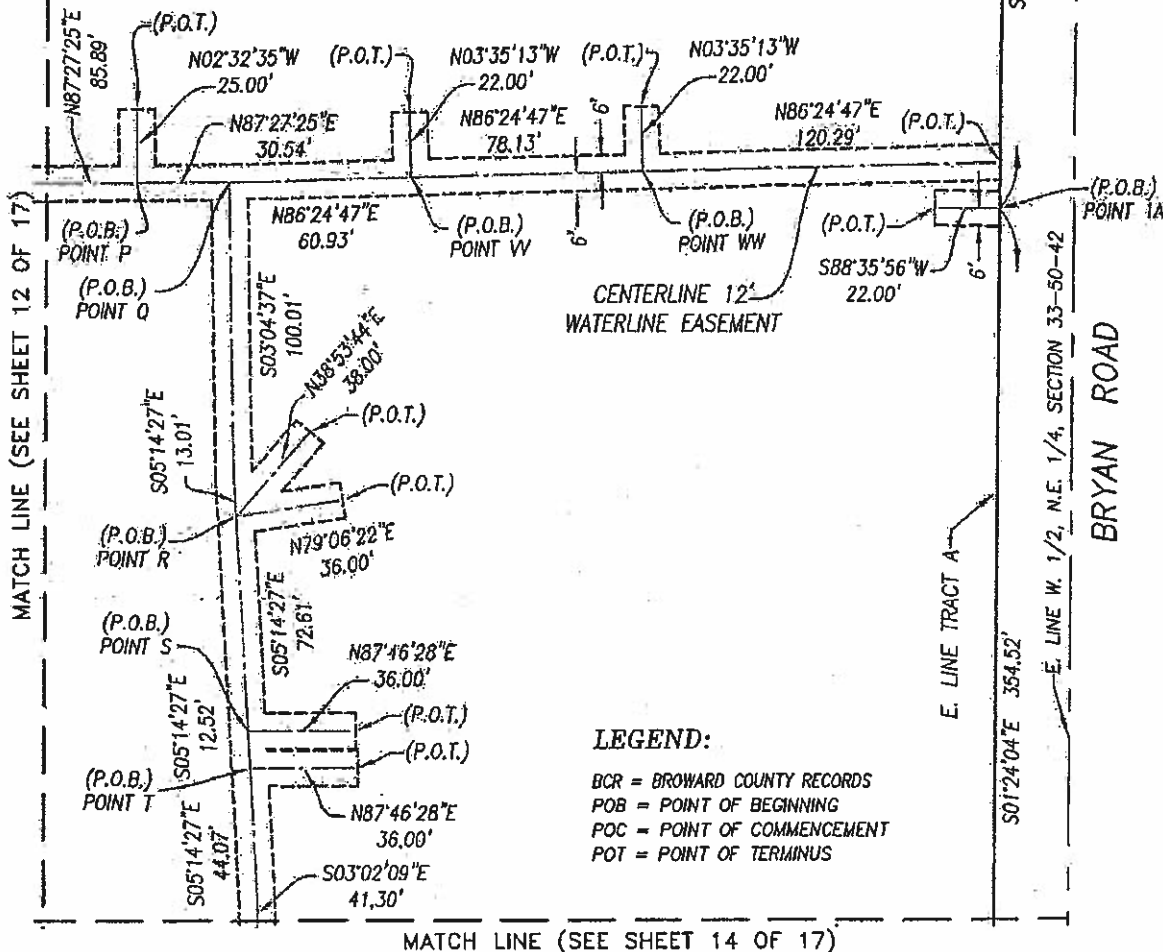 N87°27'25"E
85.89'
(P.O.T.)
N02°32'35"W
25.00'
N87°27'25"E
30.54'
(P.O.T.)
N03°35'13"W
22.00'
N86°24'47"E
78.13'
(P.O.T.)
6'
N03°35'13"W
22.00'
N86°24'47"E
120.29'
(P.O.T.)
(P.O.B.)
POINT P
(P.O.B.)
POINT Q
N86°24'47"E
60.93'
(P.O.B.)
POINT VV
6'
(P.O.B.)
POINT WW
(P.O.T.)
S88°35'56"W
22.00'
6'
(P.O.B.)
POINT 1A
CENTERLINE 12'
WATERLINE EASEMENT
S03°04'37"E
100.01'
N38°53'44"E
38.00'
(P.O.T.)
S05°14'27"E
13.01'
(P.O.T.)
(P.O.B.)
POINT R
N79°06'22"E
36.00'
S05°14'27"E
72.61'
(P.O.B.)
POINT S
N87°46'28"E
36.00'
(P.O.T.)
S05°14'27"E
12.52'
(P.O.T.)
(P.O.B.)
POINT T
N87°46'28"E
36.00'
S05°14'27"E
44.07'
S03°02'09"E
41.30'
MATCH LINE (SEE SHEET 12 OF 17)
E. LINE TRACT A
S01°24'04"E 354.52'
E. LINE W. 1/2, N.E. 1/4, SECTION 33-50-42
BRYAN ROAD
LEGEND:
BCR = BROWARD COUNTY RECORDS
POB = POINT OF BEGINNING
POC = POINT OF COMMENCEMENT
POT = POINT OF TERMINUS
MATCH LINE (SEE SHEET 14 OF 17)